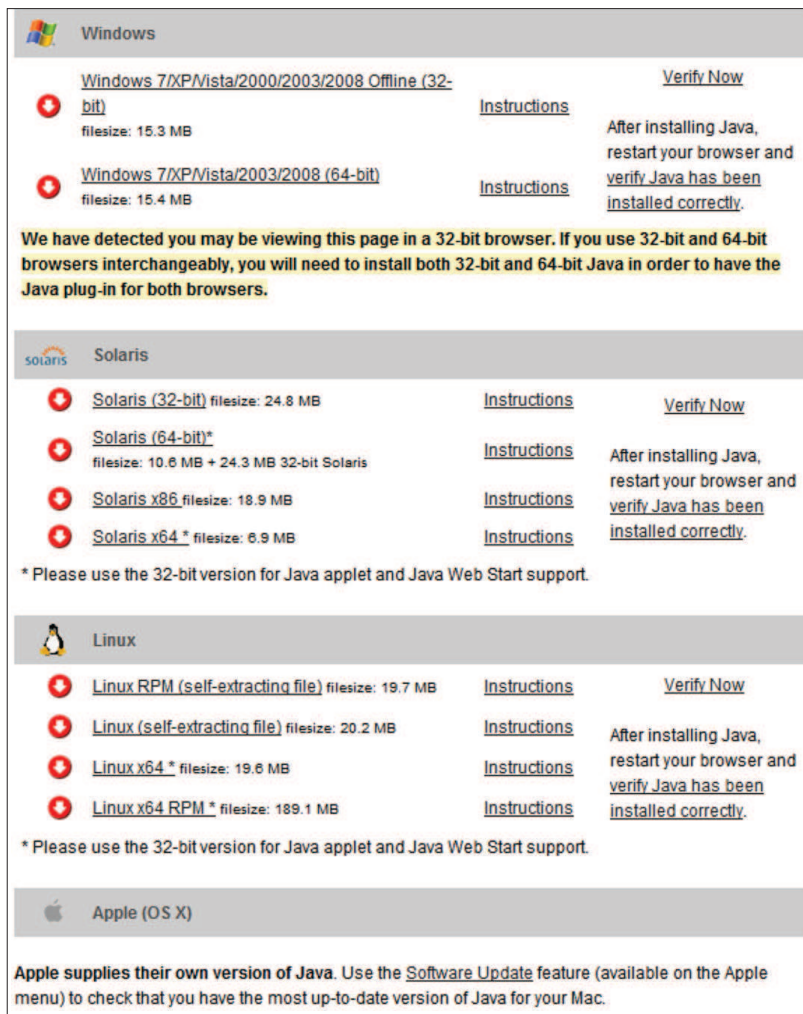 Windows
Windows 7/XP/Vista/2000/2003/2008 Offline (32-
bit)
filesize: 15.3 MB
Instructions
Windows 7/XP/Vista/2003/2008 (64-bit)
filesize: 15.4 MB
Instructions
Verify Now
After installing Java,
restart your browser and
verify Java has been
installed correctly.
We have detected you may be viewing this page in a 32-bit browser. If you use 32-bit and 64-bit
browsers interchangeably, you will need to install both 32-bit and 64-bit Java in order to have the
Java plug-in for both browsers.
solaris Solaris
Solaris (32-bit) filesize: 24.8 MB Instructions
Solaris (64-bit)*
filesize: 10.6 MB + 24.3 MB 32-bit Solaris
Instructions
Solaris x86 filesize: 18.9 MB Instructions
Solaris x64 * filesize: 6.9 MB Instructions
Verify Now
After installing Java,
restart your browser and
verify Java has been
installed correctly.
* Please use the 32-bit version for Java applet and Java Web Start support.
Linux
Linux RPM (self-extracting file) filesize: 19.7 MB Instructions
Linux (self-extracting file) filesize: 20.2 MB Instructions
Linux x64 * filesize: 19.6 MB Instructions
Linux x64 RPM * filesize: 189.1 MB Instructions
Verify Now
After installing Java,
restart your browser and
verify Java has been
installed correctly.
* Please use the 32-bit version for Java applet and Java Web Start support.
Apple (OS X)
Apple supplies their own version of Java. Use the Software Update feature (available on the Apple
menu) to check that you have the most up-to-date version of Java for your Mac.